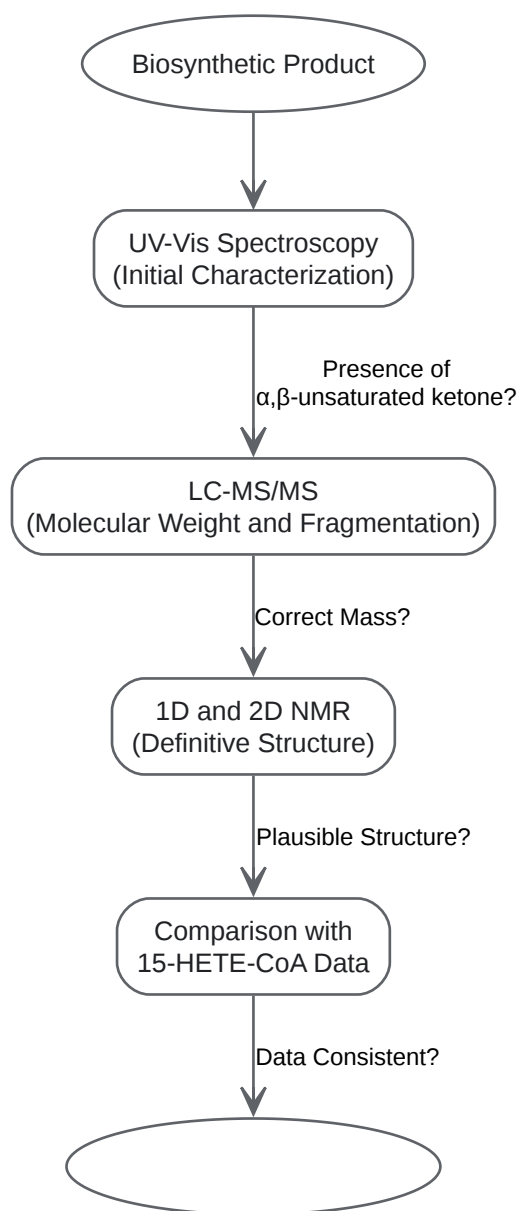 Biosynthetic Product
UV-Vis Spectroscopy
(Initial Characterization)
Presence of
α,β-unsaturated ketone?
LC-MS/MS
(Molecular Weight and Fragmentation)
Correct Mass?
1D and 2D NMR
(Definitive Structure)
Plausible Structure?
Comparison with
15-HETE-CoA Data
Data Consistent?